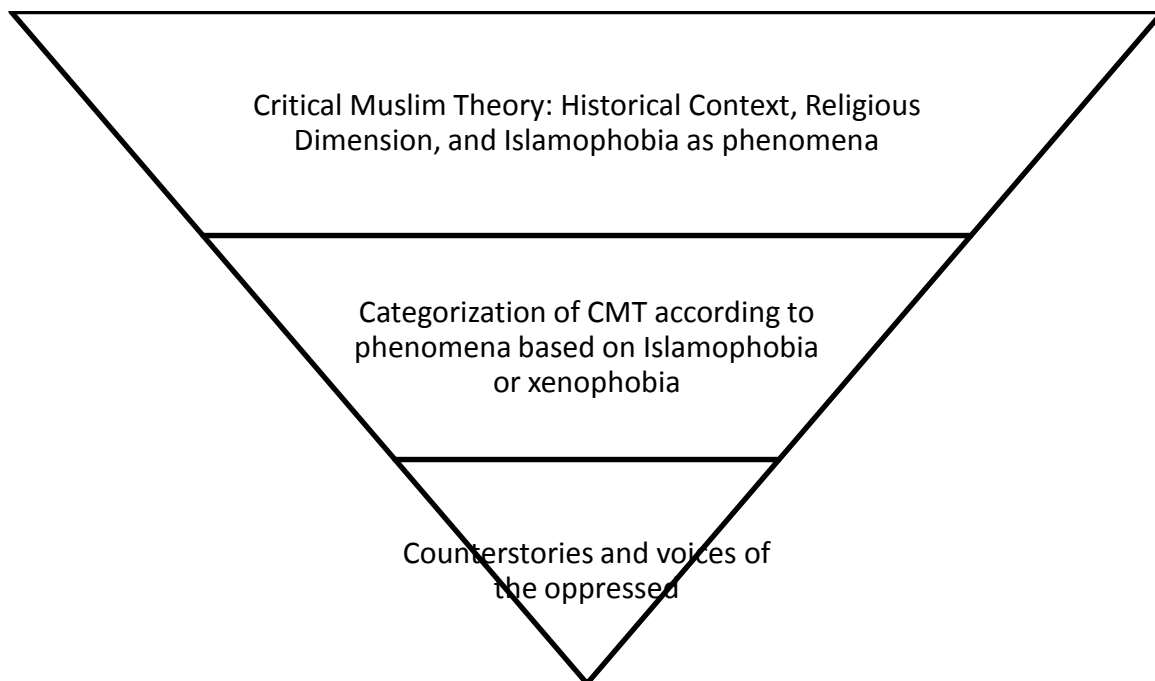 Critical Muslim Theory: Historical Context, Religious
Dimension, and Islamophobia as phenomena
Categorization of CMT according to
phenomena based on Islamophobia
or xenophobia
Counterstories and voices of
the oppressed